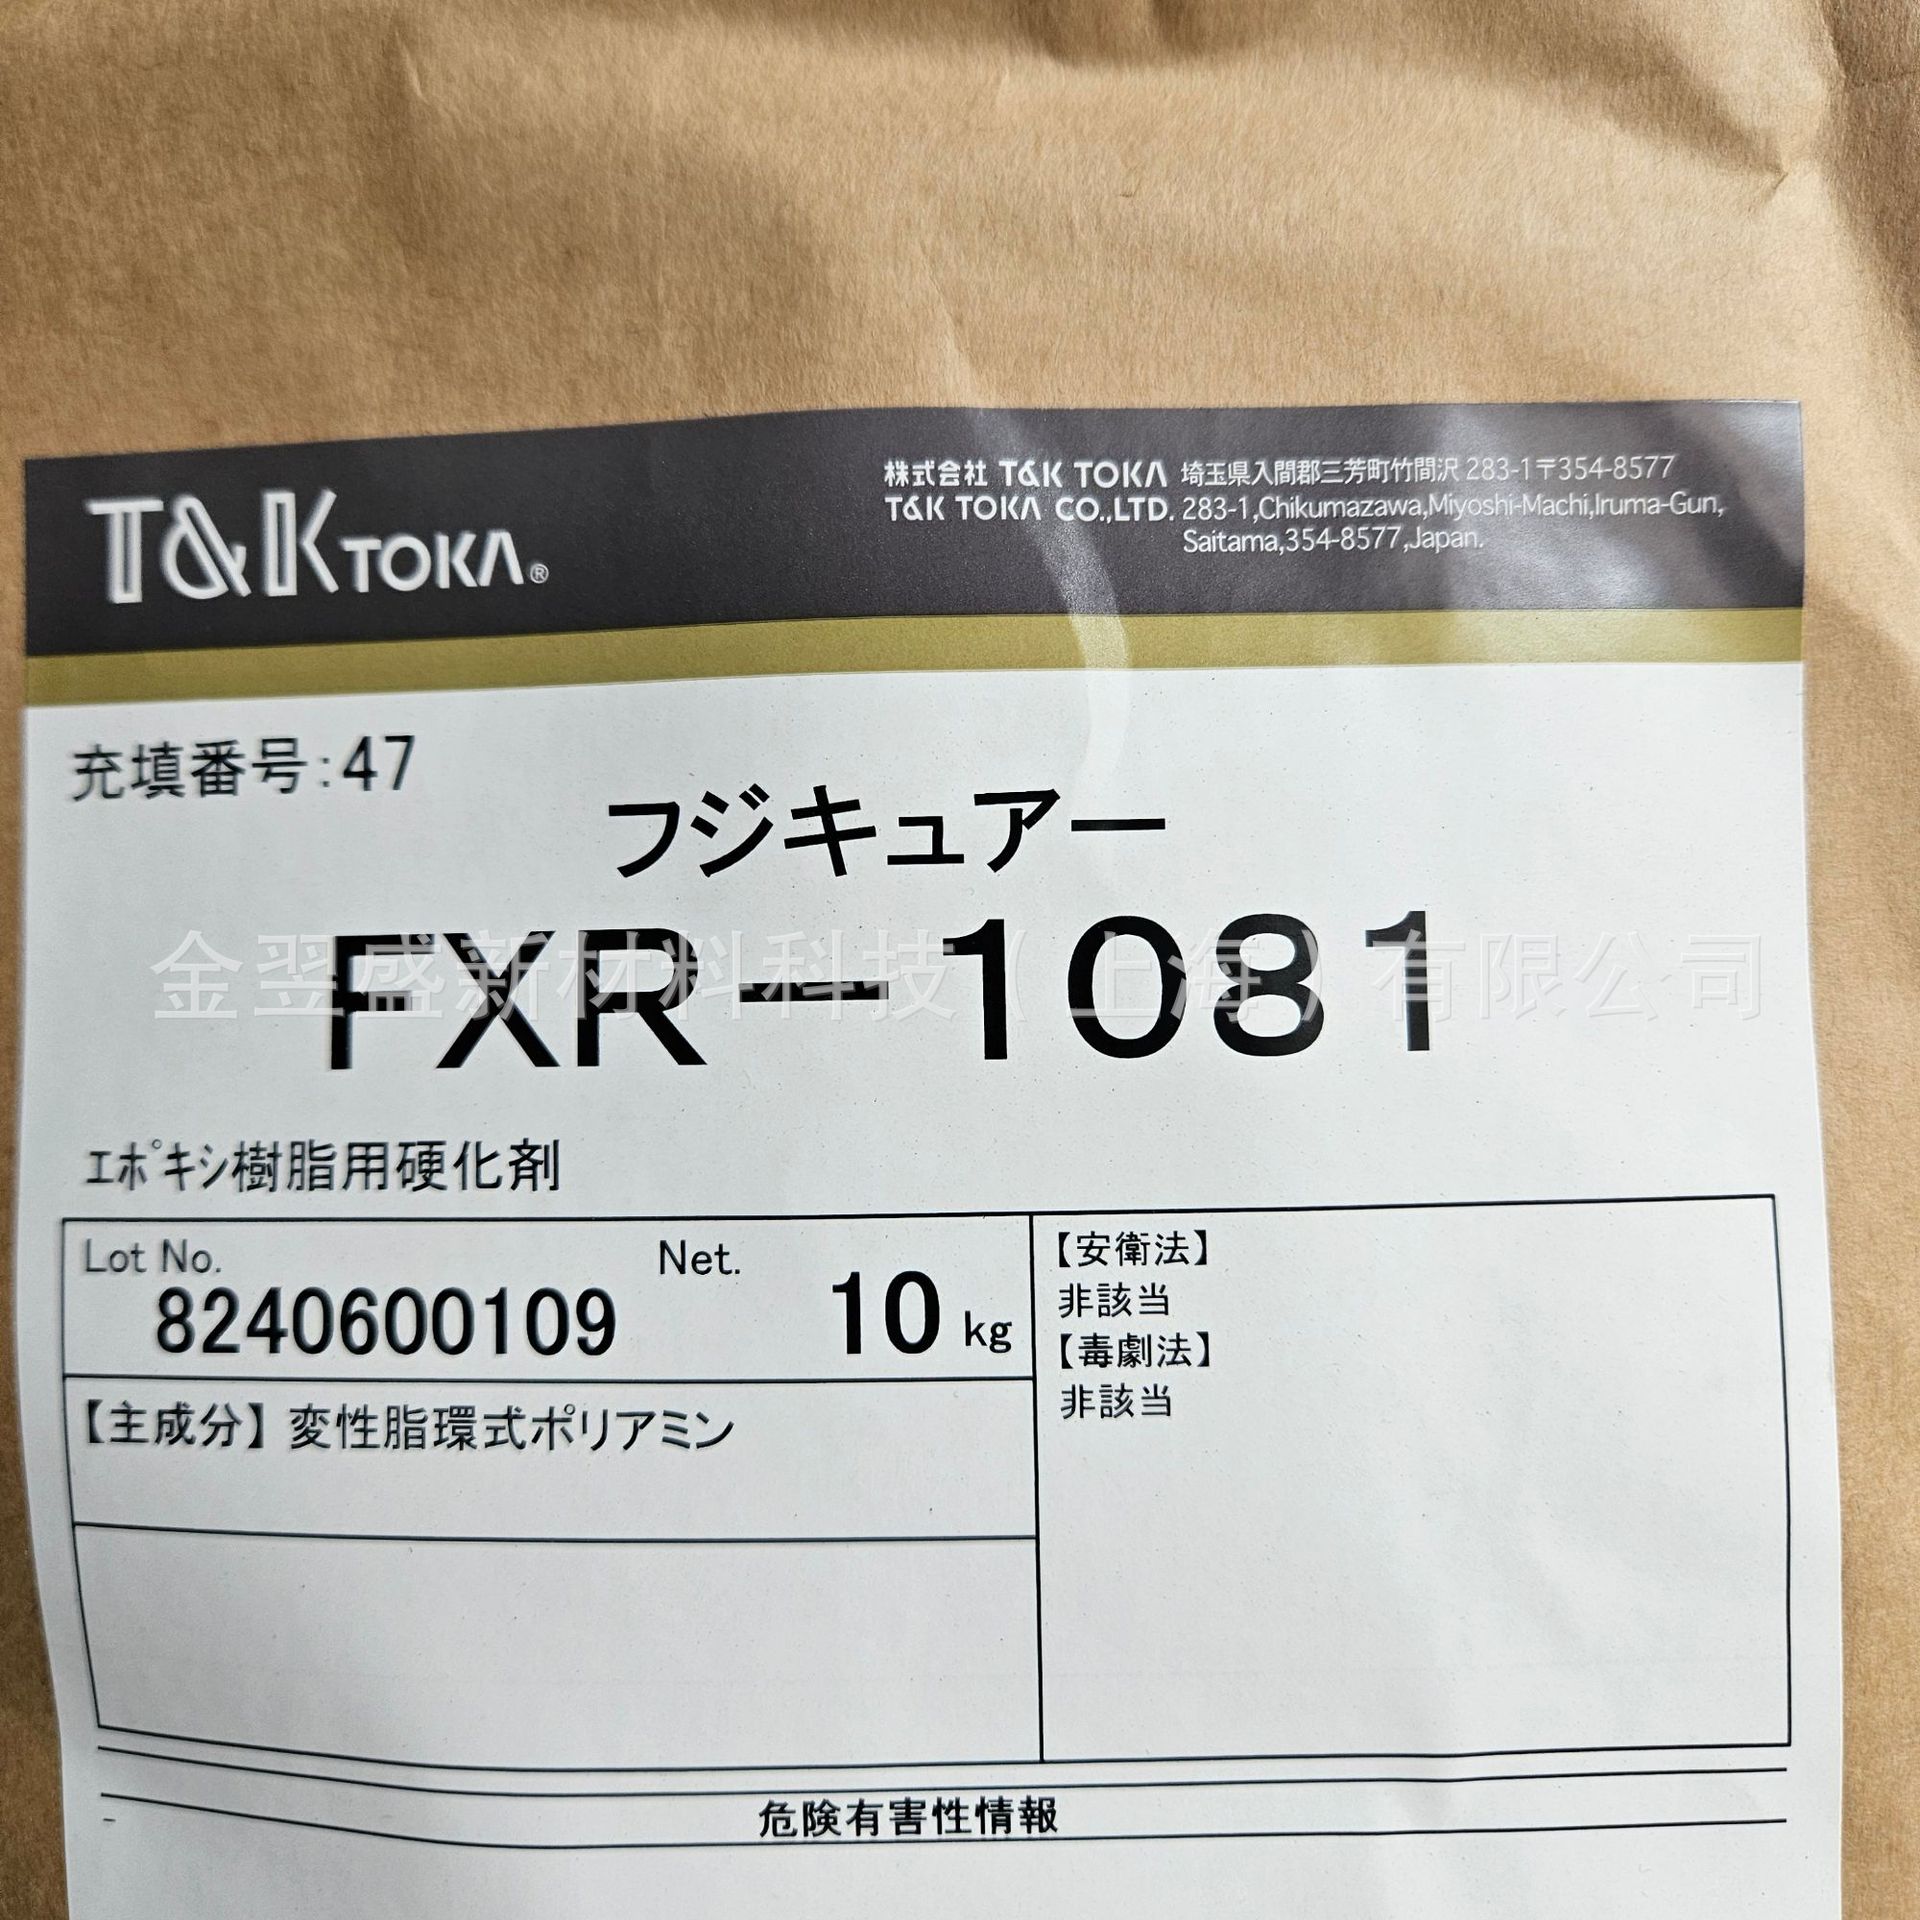 T&K TOKA®
株式会社 T&K TOKA 埼玉県入間郡三芳町竹間沢 283-1〒354-8577
T&K TOKA CO.,LTD. 283-1,Chikumazawa,Miyoshi-Machi,Iruma-Gun,
Saitama,354-8577,Japan.
充填番号:47
フジキュアー
FXR-1081
金翌盛新材料科技(上海)有限公司
ｴﾎﾟｷｼ樹脂用硬化剤
Lot No. Net.
8240600109 10 kg
【主成分】変性脂環式ポリアミン
【安衛法】
非該当
【毒劇法】
非該当
危険有害性情報
-